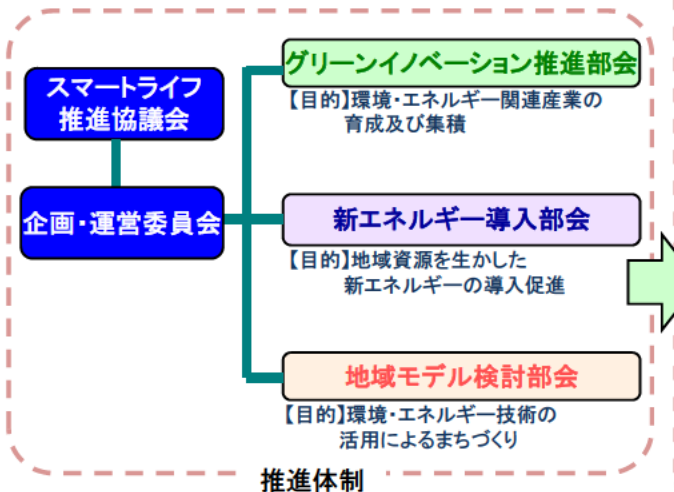 スマートライフ
推進協議会
企画・運営委員会
グリーンイノベーション推進部会
【目的】環境・エネルギー関連産業の
育成及び集積
新エネルギー導入部会
【目的】地域資源を生かした
新エネルギーの導入促進
地域モデル検討部会
【目的】環境・エネルギー技術の
活用によるまちづくり
推進体制